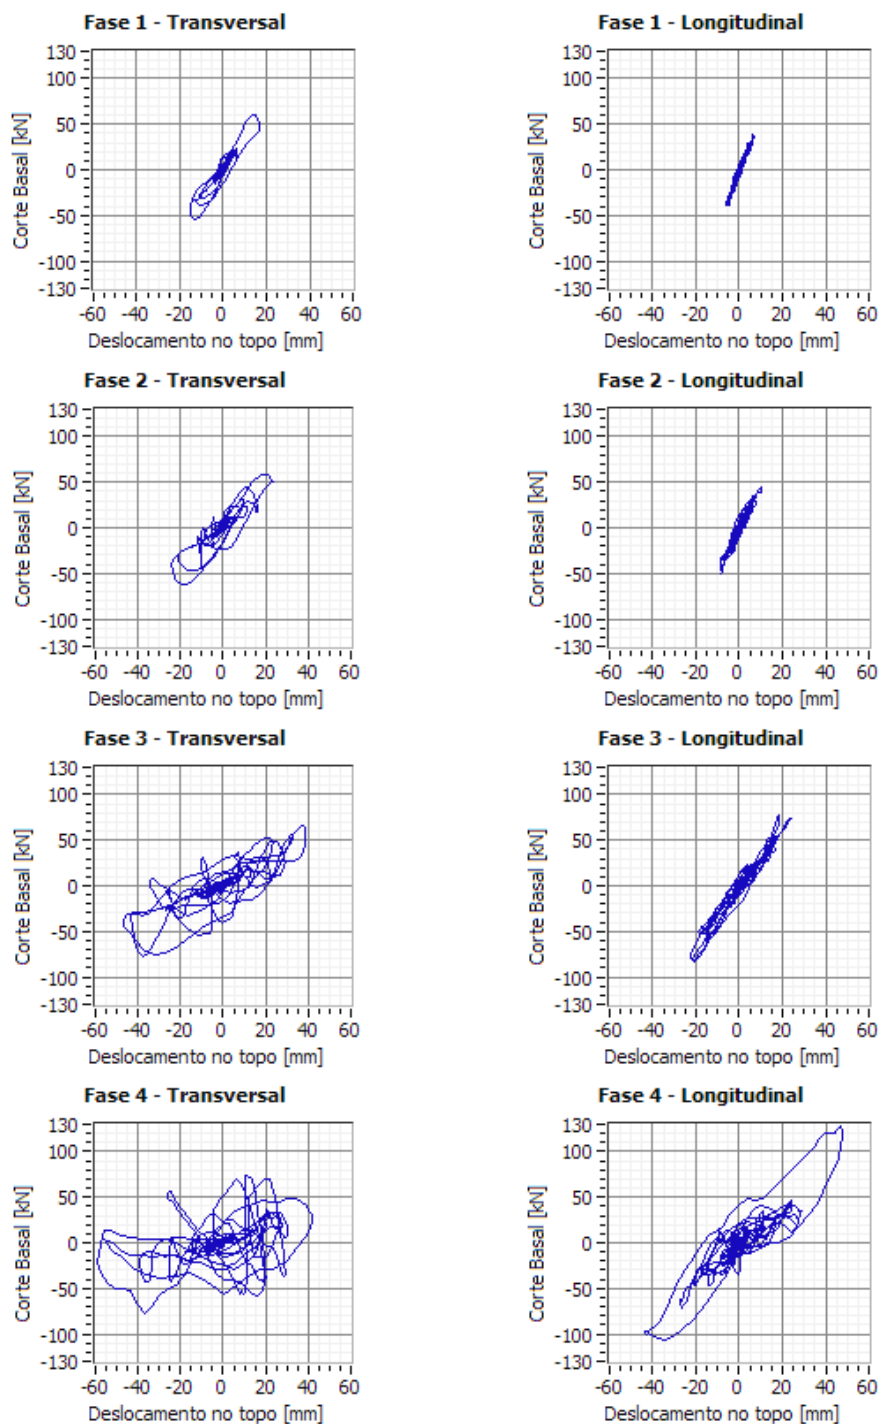 Fase 1 - Transversal
130
100
50
0
-50
-100
-130
Corte Basal [kN]
-60 -40 -20 0 20 40 60
Deslocamento no topo [mm]
Fase 1 - Longitudinal
130
100
50
0
-50
-100
-130
Corte Basal [kN]
-60 -40 -20 0 20 40 60
Deslocamento no topo [mm]
Fase 2 - Transversal
130
100
50
0
-50
-100
-130
Corte Basal [kN]
-60 -40 -20 0 20 40 60
Deslocamento no topo [mm]
Fase 2 - Longitudinal
130
100
50
0
-50
-100
-130
Corte Basal [kN]
-60 -40 -20 0 20 40 60
Deslocamento no topo [mm]
Fase 3 - Transversal
130
100
50
0
-50
-100
-130
Corte Basal [kN]
-60 -40 -20 0 20 40 60
Deslocamento no topo [mm]
Fase 3 - Longitudinal
130
100
50
0
-50
-100
-130
Corte Basal [kN]
-60 -40 -20 0 20 40 60
Deslocamento no topo [mm]
Fase 4 - Transversal
130
100
50
0
-50
-100
-130
Corte Basal [kN]
-60 -40 -20 0 20 40 60
Deslocamento no topo [mm]
Fase 4 - Longitudinal
130
100
50
0
-50
-100
-130
Corte Basal [kN]
-60 -40 -20 0 20 40 60
Deslocamento no topo [mm]